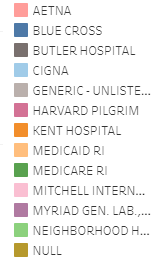 AETNA
BLUE CROSS
BUTLER HOSPITAL
CIGNA
GENERIC - UNLISTE...
HARVARD PILGRIM
KENT HOSPITAL
MEDICAID RI
MEDICARE RI
MITCHELL INTERN...
MYRIAD GEN. LAB.,...
NEIGHBORHOOD H...
NULL